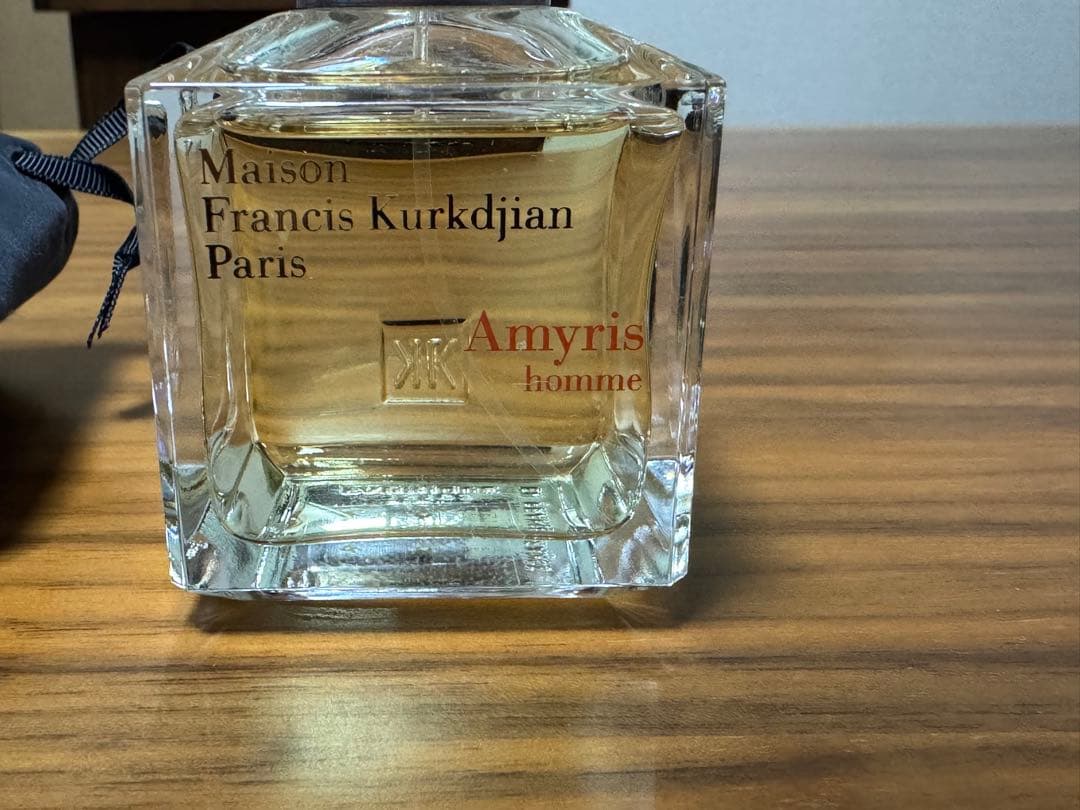 Maison
Francis Kurkdjian
Paris
Amyris
homme